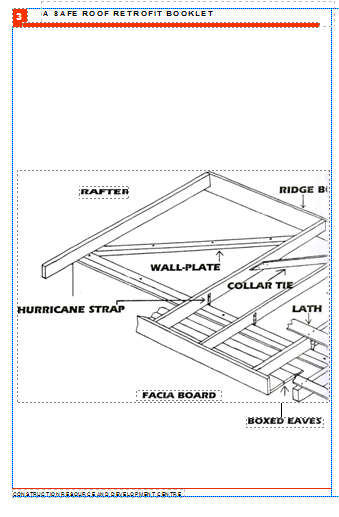 3
A SAFE ROOF RETROFIT BOOKLET
RAFTER
RIDGE B
WALL-PLATE
COLLAR TIE
HURRICANE STRAP
LATH
FACIA BOARD
BOXED EAVES
CONSTRUCTION RESOURCE AND DEVELOPMENT CENTRE